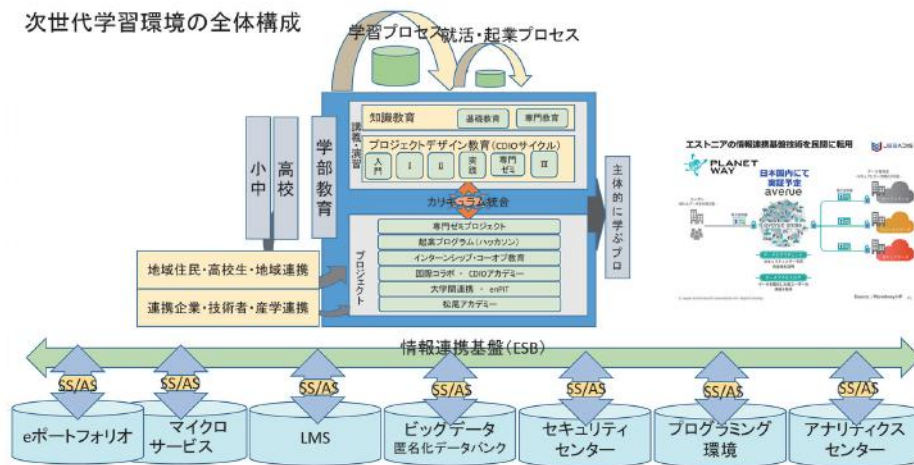 次世代学習環境の全体構成
学習プロセス
就活・起業プロセス
小中
高校
学部教育
講義・演習
知識教育
基礎教育
専門教育
プロジェクトデザイン教育(CDIOサイクル)
入門
Ⅰ
Ⅱ
実践
専門ゼミ
Ⅲ
カリキュラム統合
プロジェクト
専門ゼミプロジェクト
起業プログラム(ハッカソン)
インターンシップ・コーオプ教育
国際コラボ・CDIOアカデミー
大学間連携 ・ enPiT
松尾アカデミー
主体的に学ぶプロ
地域住民・高校生・地域連携
連携企業・技術者・産学連携
エストニアの情報連携基盤技術を民間に転用
PLANET
WAY
日本国内にて
実証予定
avenue
情報連携基盤(ESB)
SS/AS
SS/AS
SS/AS
SS/AS
SS/AS
SS/AS
SS/AS
eポートフォリオ
マイクロ
サービス
LMS
ビッグデータ
匿名化データバンク
セキュリティ
センター
プログラミング
環境
アナリティクス
センター